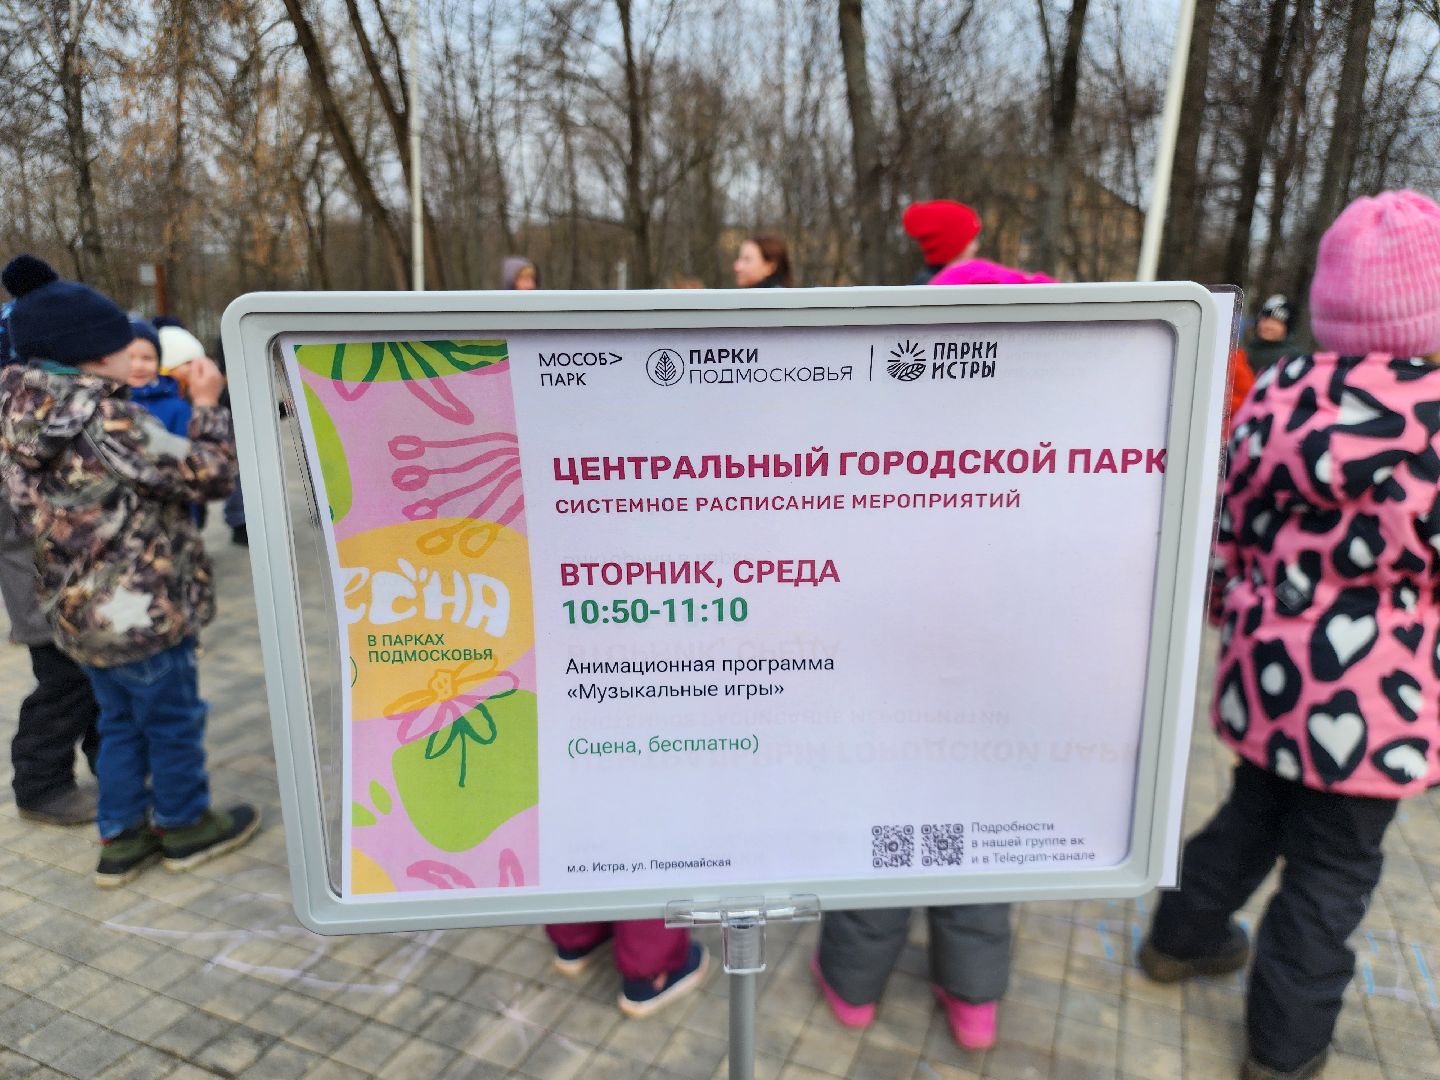 МОСОБ>
ПАРК
ПАРКИ
ПОДМОСКОВЬЯ
ПАРКИ
ИСТРЫ
ЦЕНТРАЛЬНЫЙ ГОРОДСКОЙ ПАРК
СИСТЕМНОЕ РАСПИСАНИЕ МЕРОПРИЯТИЙ
ВТОРНИК, СРЕДА
10:50-11:10
Анимационная программа
«Музыкальные игры»
(Сцена, бесплатно)
ЕСНА
В ПАРКАХ
ПОДМОСКОВЬЯ
м.о. Истра, ул. Первомайская
Подробности
в нашей группе вк
и в Telegram-канале